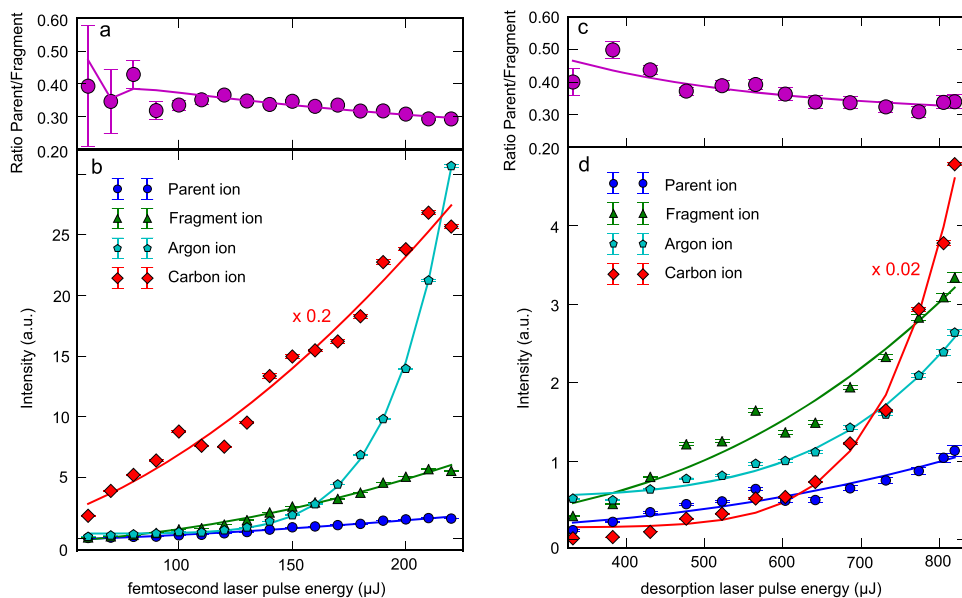 a
0.60
0.50
0.40
0.30
0.20
Ratio Parent/Fragment
b
Parent ion
Fragment ion
Argon ion
Carbon ion
x 0.2
25
20
15
10
5
0
Intensity (a.u.)
100
150
200
femtosecond laser pulse energy (µJ)
c
0.60
0.50
0.40
0.30
0.20
Ratio Parent/Fragment
d
Parent ion
Fragment ion
Argon ion
Carbon ion
x 0.02
4
3
2
1
0
Intensity (a.u.)
400
500
600
700
800
desorption laser pulse energy (µJ)